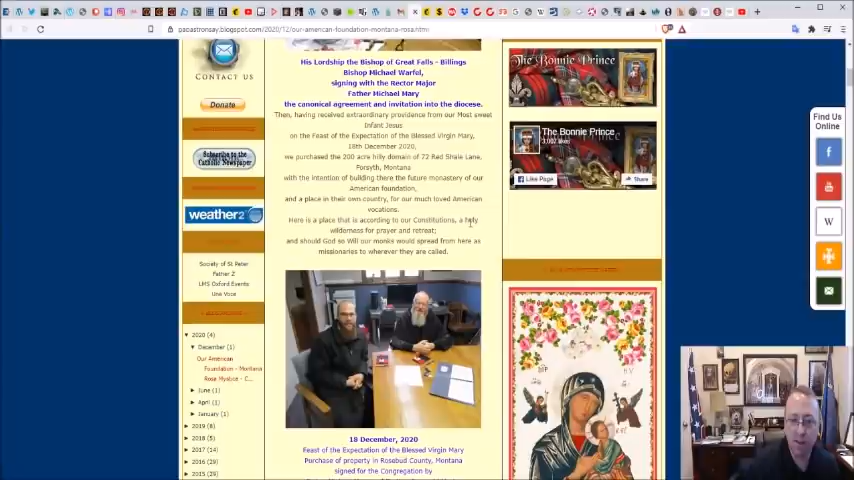 papastronsay.blogspot.com/2020/12/our-american-foundation-montana-rosa.html
CONTACT US
Donate
Subscribe to the
Catholic Newspaper
weather2
Society of St Peter
Father Z
LMS Oxford Events
Una Voce
2020 (4)
December (1)
Our American
Foundation - Montana
Rosa Mystyce - C...
June (1)
April (1)
January (1)
2019 (8)
2018 (5)
2017 (14)
2016 (29)
2015 (29)
His Lordship the Bishop of Great Falls - Billings
Bishop Michael Warfel,
signing with the Rector Major
Father Michael Mary
the canonical agreement and invitation into the diocese.
Then, having received extraordinary providence from our Most sweet
Infant Jesus
on the Feast of the Expectation of the Blessed Virgin Mary,
18th December 2020,
we purchased the 200 acre hilly domain of 72 Red Shale Lane,
Forsyth, Montana
with the intention of building there the future monastery of our
American foundation,
and a place in their own country, for our much loved American
vocations.
Here is a place that is according to our Constitutions, a holy
wilderness for prayer and retreat;
and should God so Will our monks would spread from here as
missionaries to wherever they are called.
18 December, 2020
Feast of the Expectation of the Blessed Virgin Mary
Purchase of property in Rosebud County, Montana
signed for the Congregation by
The Bonnie Prince
The Bonnie Prince
Like Page
Share
Find Us
Online
W